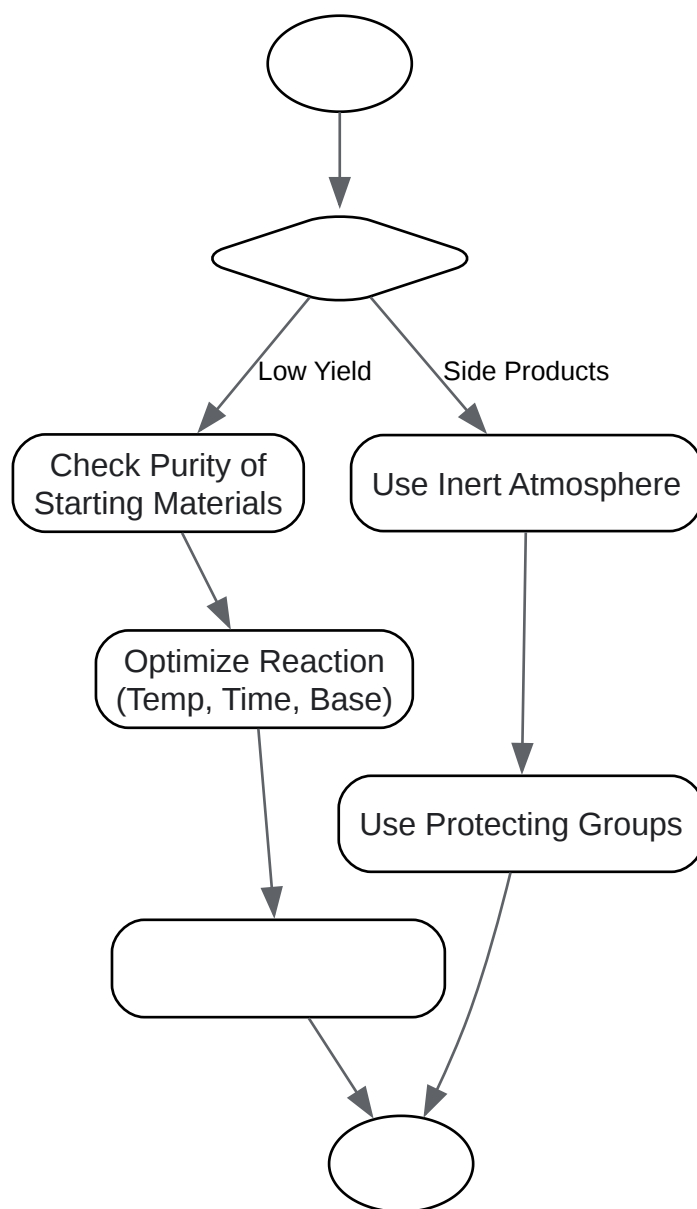 Low Yield
Side Products
Check Purity of
Starting Materials
Use Inert Atmosphere
Optimize Reaction
(Temp, Time, Base)
Use Protecting Groups